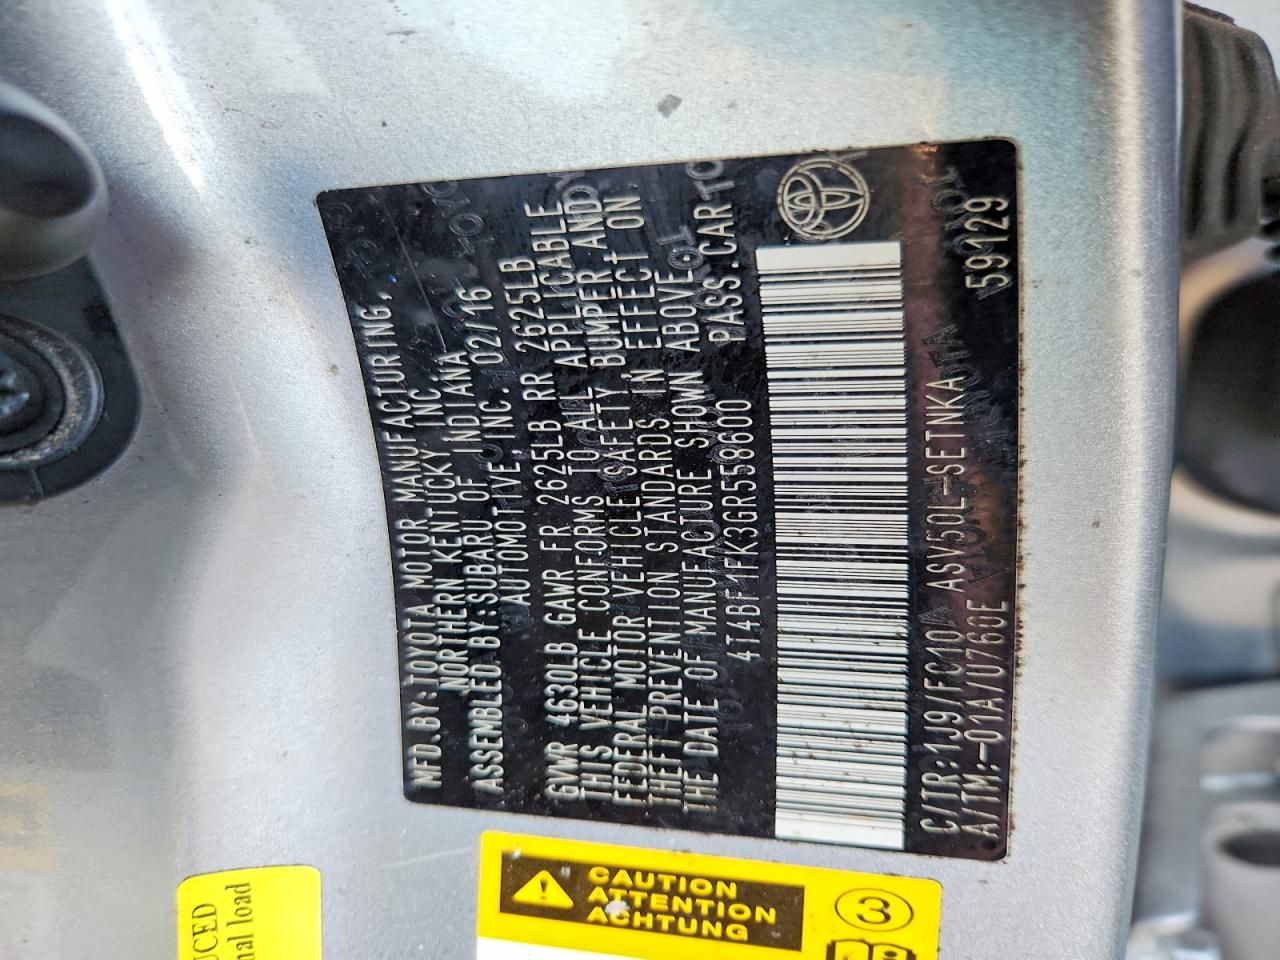 MFD.BY:TOYOTA MOTOR MANUFACTURING,
NORTHERN KENTUCKY INC.
ASSEMBLED BY:SUBARU OF INDIANA
AUTOMOTIVE,INC. 02/16
GVWR 4630LB GAWR FR 2625LB RR 2625LB
THIS VEHICLE CONFORMS TO ALL APPLICABLE
FEDERAL MOTOR VEHICLE SAFETY, BUMPER AND
THEFT PREVENTION STANDARDS IN EFFECT ON
THE DATE OF MANUFACTURE SHOWN ABOVE.
4T4BF1FK3GR558600 PASS.CAR
C/TR:1J9/FC10 ASV50L-SETNKA
A/TM:-01A/U760E 59129
CAUTION
ATTENTION
ACHTUNG
3